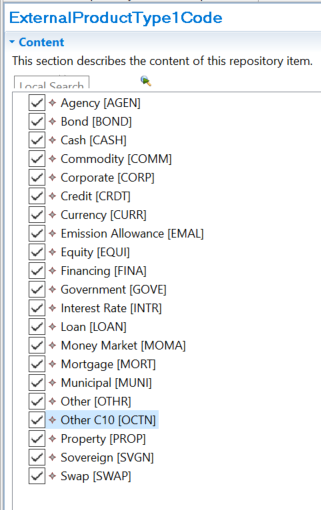 ExternalProductType1Code
Content
This section describes the content of this repository item.
Local Search
Agency [AGEN]
Bond [BOND]
Cash [CASH]
Commodity [COMM]
Corporate [CORP]
Credit [CRDT]
Currency [CURR]
Emission Allowance [EMAL]
Equity [EQUI]
Financing [FINA]
Government [GOVE]
Interest Rate [INTR]
Loan [LOAN]
Money Market [MOMA]
Mortgage [MORT]
Municipal [MUNI]
Other [OTHR]
Other C10 [OCTN]
Property [PROP]
Sovereign [SVGN]
Swap [SWAP]